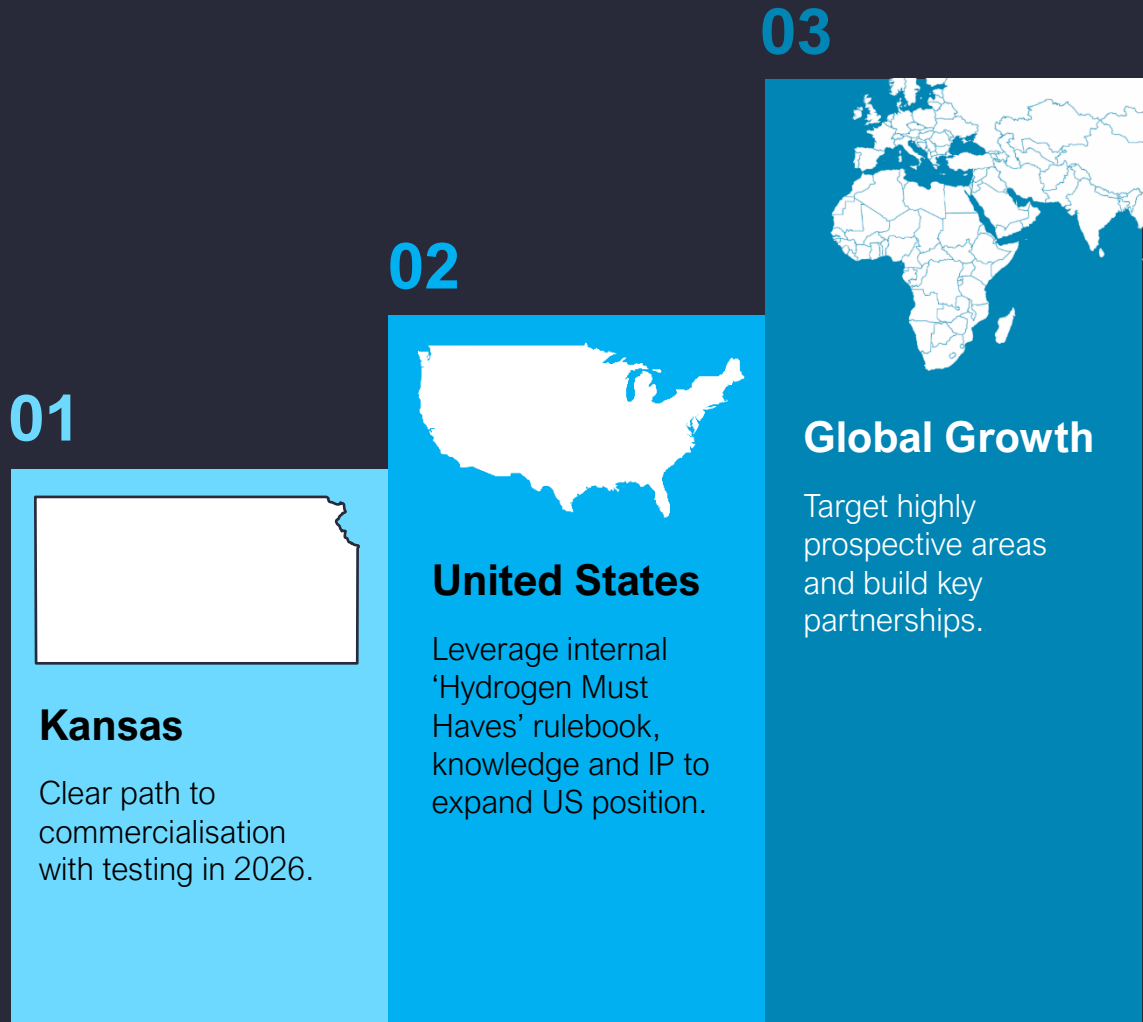 01
Kansas
Clear path to
commercialisation
with testing in 2026.
02
United States
Leverage internal
‘Hydrogen Must
Haves’ rulebook,
knowledge and IP to
expand US position.
03
Global Growth
Target highly
prospective areas
and build key
partnerships.